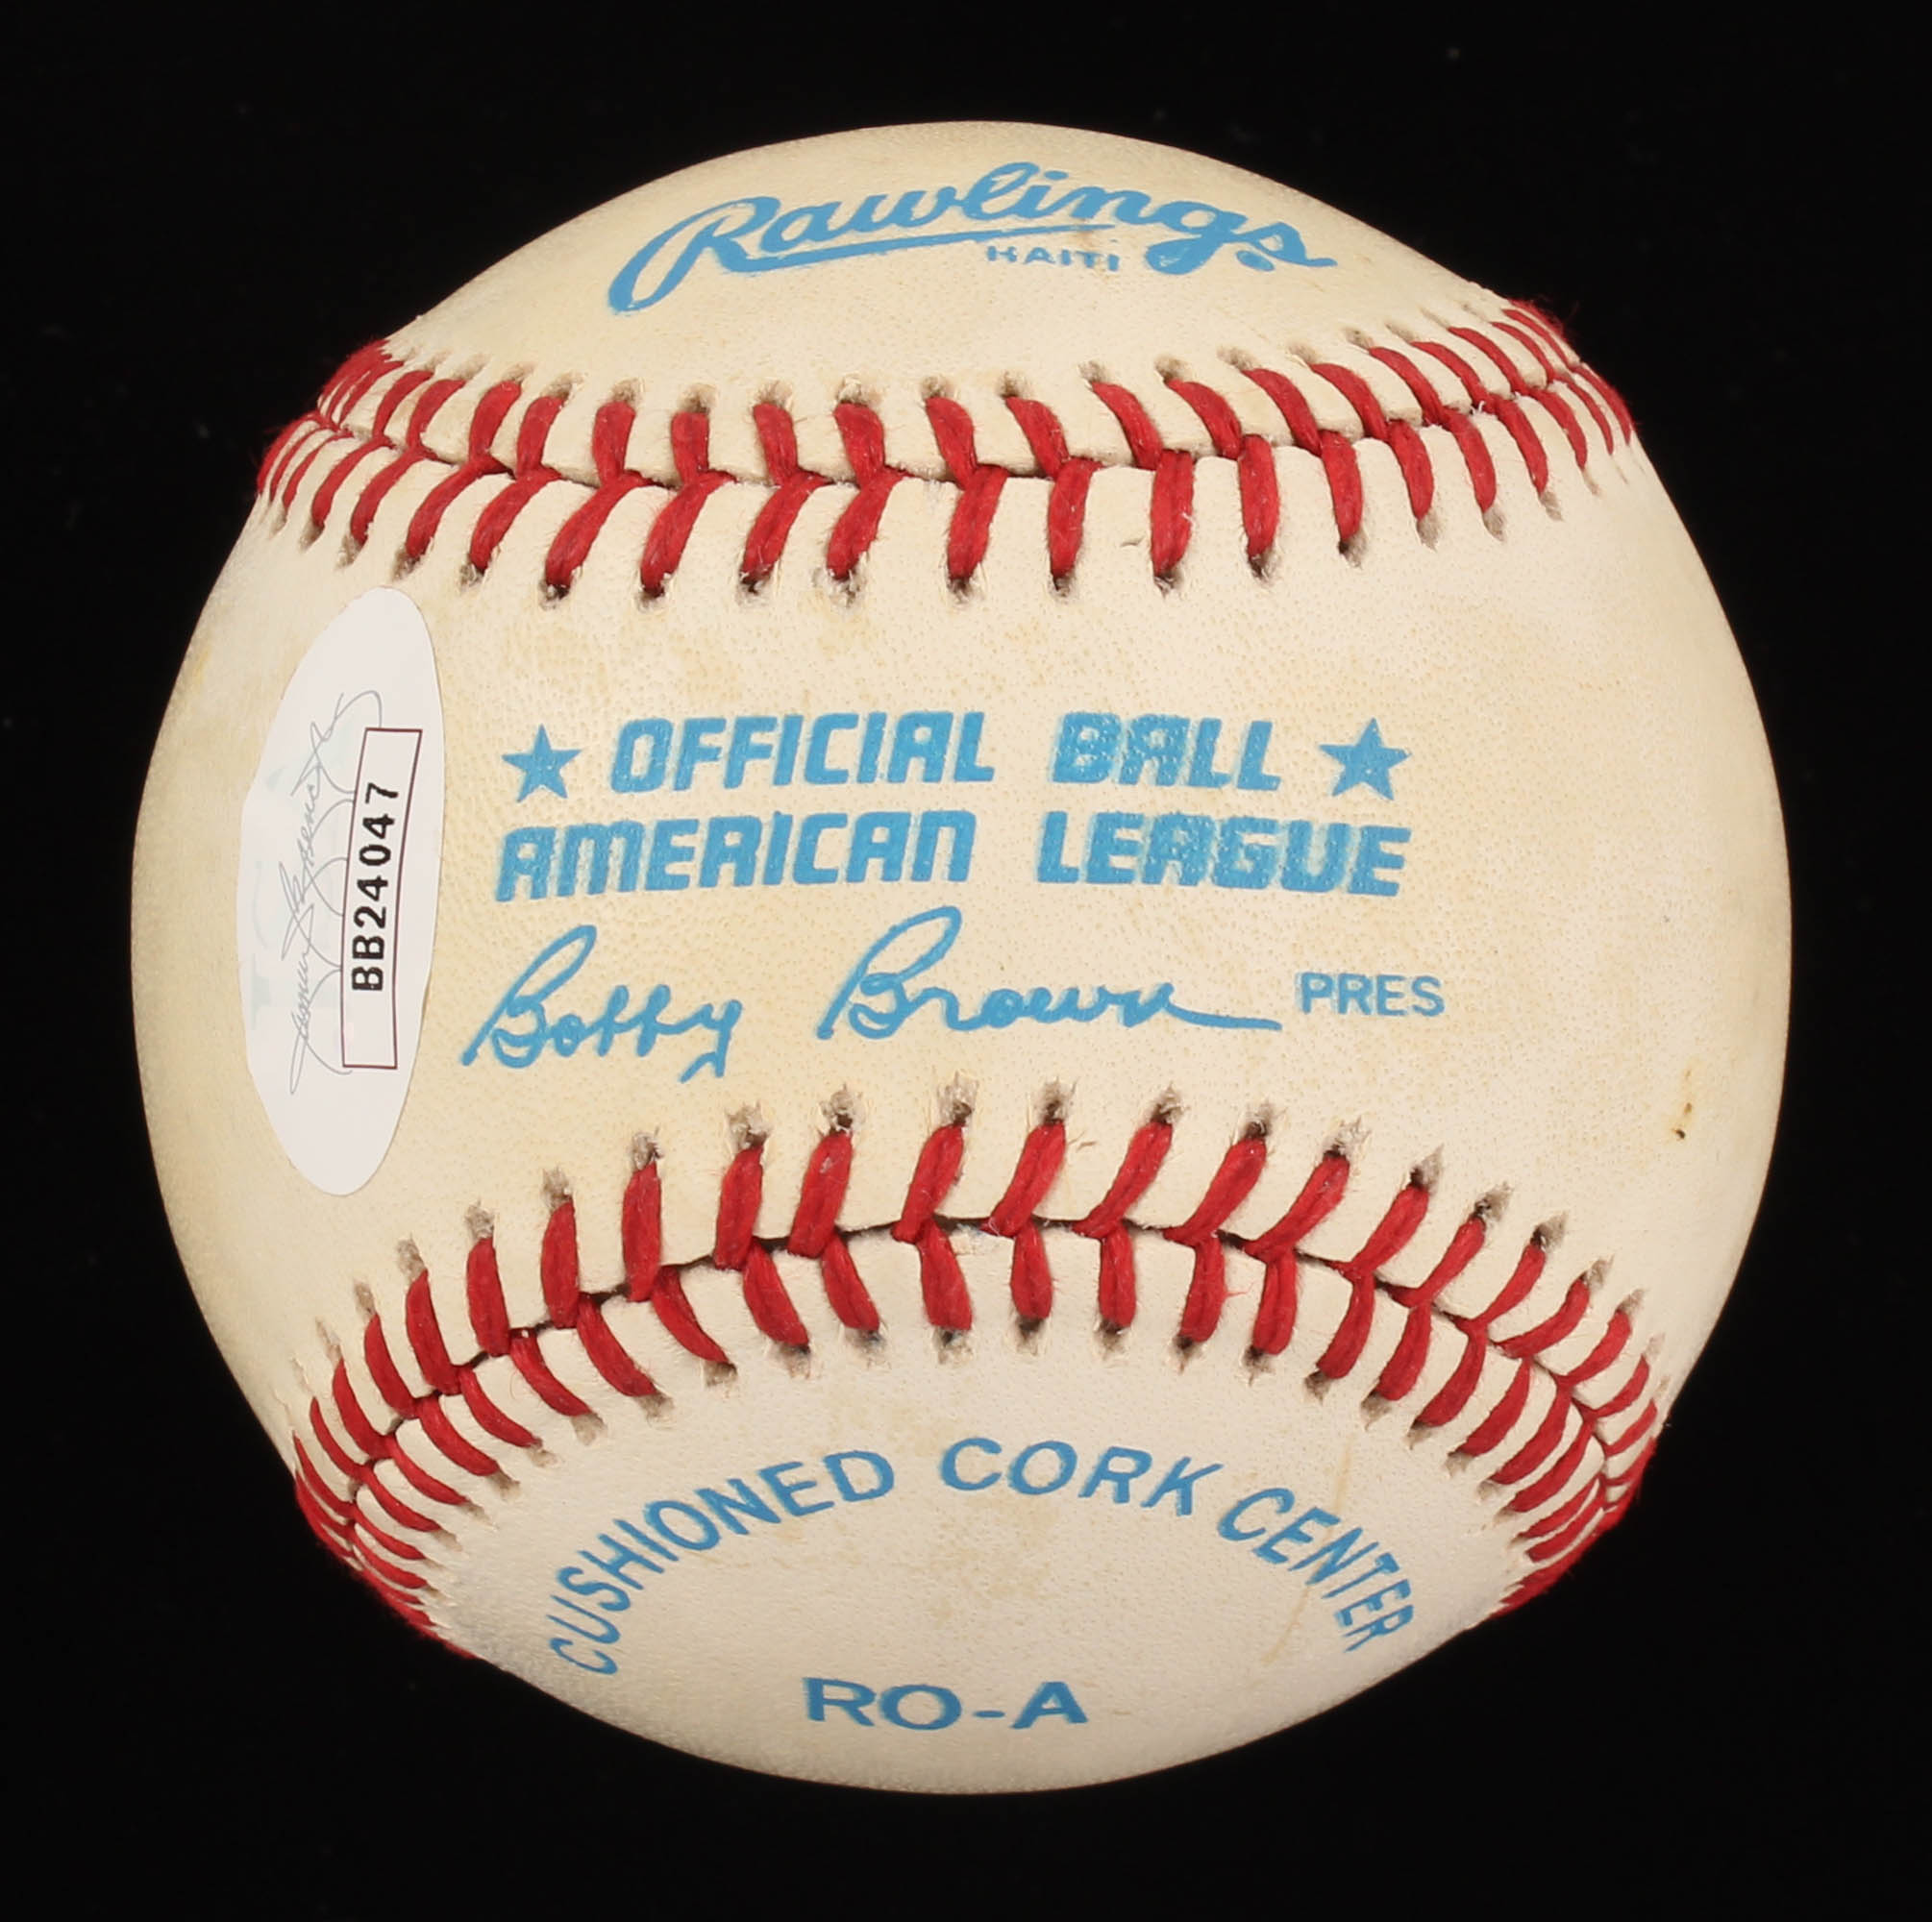 Rawlings
HAITI
★ OFFICIAL BALL ★
AMERICAN LEAGUE
Bobby Brown PRES
BB24047
CUSHIONED CORK CENTER
RO-A